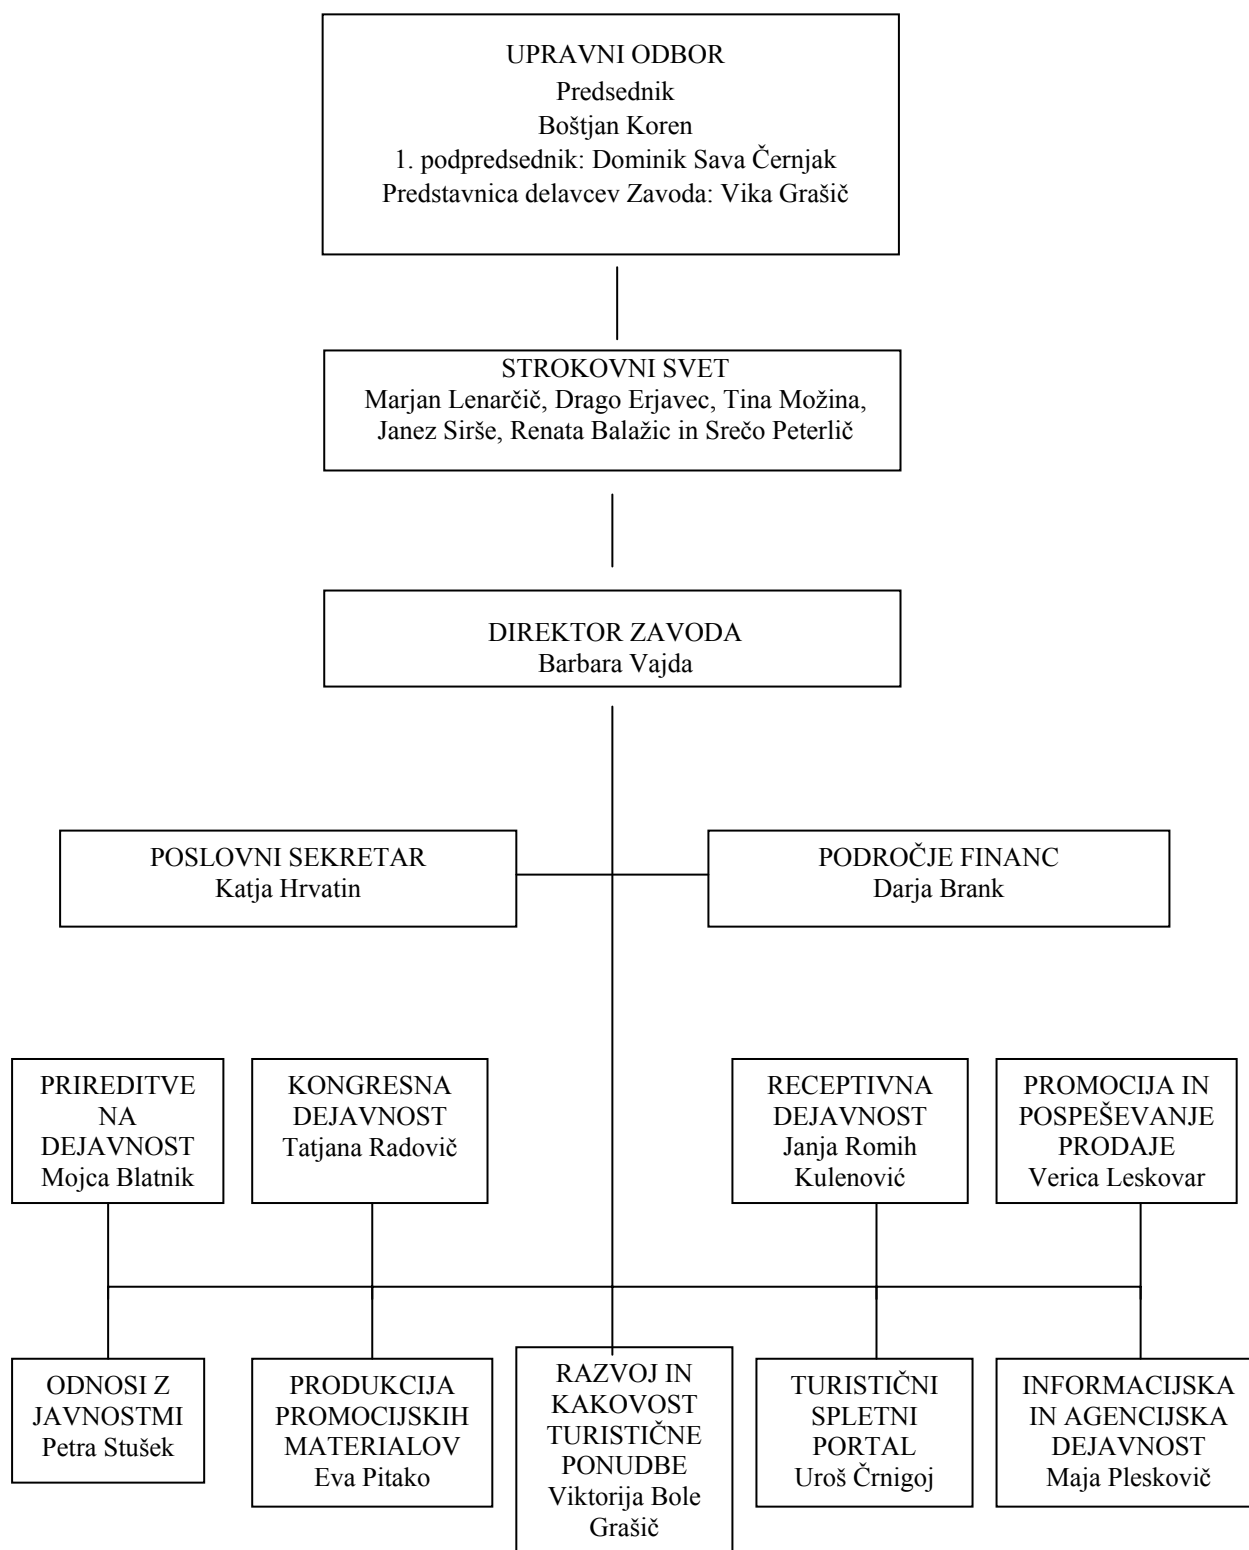 UPRAVNI ODBOR
Predsednik
Boštjan Koren
1. podpredsednik: Dominik Sava Černjak
Predstavnica delavcev Zavoda: Vika Grašič
STROKOVNI SVET
Marjan Lenarčič, Drago Erjavec, Tina Možina,
Janez Sirše, Renata Balažic in Srečo Peterlič
DIREKTOR ZAVODA
Barbara Vajda
POSLOVNI SEKRETAR
Katja Hrvatin
PODROČJE FINANC
Darja Brank
PRIREDITVE
NA
DEJAVNOST
Mojca Blatnik
KONGRESNA
DEJAVNOST
Tatjana Radovič
RECEPTIVNA
DEJAVNOST
Janja Romih
Kulenović
PROMOCIJA IN
POSPEŠEVANJE
PRODAJE
Verica Leskovar
ODNOSI Z
JAVNOSTMI
Petra Stušek
PRODUKCIJA
PROMOCIJSKIH
MATERIALOV
Eva Pitako
RAZVOJ IN
KAKOVOST
TURISTIČNE
PONUDBE
Viktorija Bole
Grašič
TURISTIČNI
SPLETNI
PORTAL
Uroš Črnigoj
INFORMACIJSKA
IN AGENCIJSKA
DEJAVNOST
Maja Pleskovič